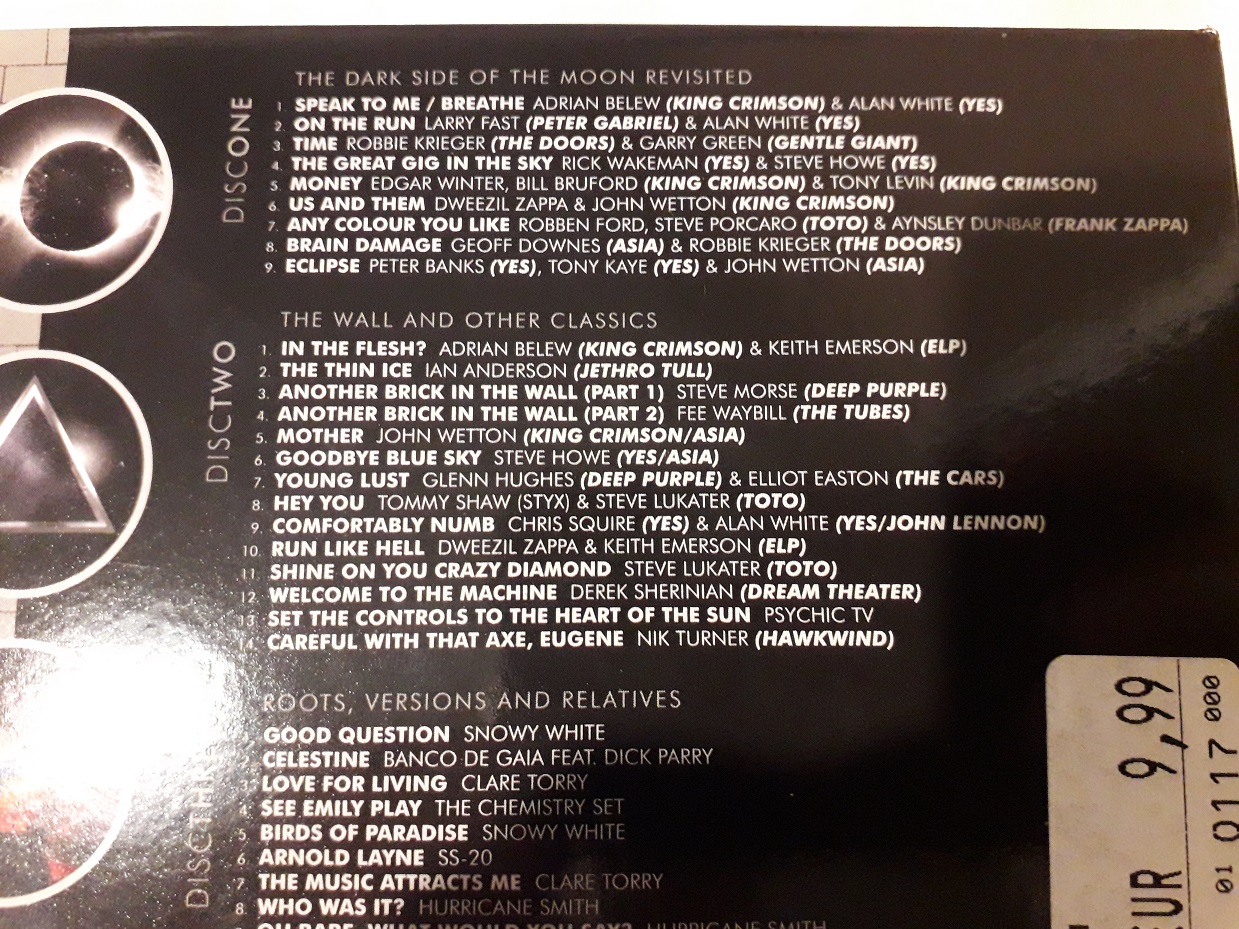 THE DARK SIDE OF THE MOON REVISITED
DISCONE
1. SPEAK TO ME / BREATHE ADRIAN BELEW (KING CRIMSON) & ALAN WHITE (YES)
2. ON THE RUN LARRY FAST (PETER GABRIEL) & ALAN WHITE (YES)
3. TIME ROBBIE KRIEGER (THE DOORS) & GARRY GREEN (GENTLE GIANT)
4. THE GREAT GIG IN THE SKY RICK WAKEMAN (YES) & STEVE HOWE (YES)
5. MONEY EDGAR WINTER, BILL BRUFORD (KING CRIMSON) & TONY LEVIN (KING CRIMSON)
6. US AND THEM DWEEZIL ZAPPA & JOHN WETTON (KING CRIMSON)
7. ANY COLOUR YOU LIKE ROBBEN FORD, STEVE PORCARO (TOTO) & AYNSLEY DUNBAR (FRANK ZAPPA)
8. BRAIN DAMAGE GEOFF DOWNES (ASIA) & ROBBIE KRIEGER (THE DOORS)
9. ECLIPSE PETER BANKS (YES), TONY KAYE (YES) & JOHN WETTON (ASIA)
THE WALL AND OTHER CLASSICS
DISCTWO
1. IN THE FLESH? ADRIAN BELEW (KING CRIMSON) & KEITH EMERSON (ELP)
2. THE THIN ICE IAN ANDERSON (JETHRO TULL)
3. ANOTHER BRICK IN THE WALL (PART 1) STEVE MORSE (DEEP PURPLE)
4. ANOTHER BRICK IN THE WALL (PART 2) FEE WAYBILL (THE TUBES)
5. MOTHER JOHN WETTON (KING CRIMSON/ASIA)
6. GOODBYE BLUE SKY STEVE HOWE (YES/ASIA)
7. YOUNG LUST GLENN HUGHES (DEEP PURPLE) & ELLIOT EASTON (THE CARS)
8. HEY YOU TOMMY SHAW (STYX) & STEVE LUKATER (TOTO)
9. COMFORTABLY NUMB CHRIS SQUIRE (YES) & ALAN WHITE (YES/JOHN LENNON)
10. RUN LIKE HELL DWEEZIL ZAPPA & KEITH EMERSON (ELP)
11. SHINE ON YOU CRAZY DIAMOND STEVE LUKATER (TOTO)
12. WELCOME TO THE MACHINE DEREK SHERINIAN (DREAM THEATER)
13. SET THE CONTROLS TO THE HEART OF THE SUN PSYCHIC TV
14. CAREFUL WITH THAT AXE, EUGENE NIK TURNER (HAWKWIND)
ROOTS, VERSIONS AND RELATIVES
GOOD QUESTION SNOWY WHITE
2. CELESTINE BANCO DE GAIA FEAT. DICK PARRY
3. LOVE FOR LIVING CLARE TORRY
4. SEE EMILY PLAY THE CHEMISTRY SET
5. BIRDS OF PARADISE SNOWY WHITE
6. ARNOLD LAYNE SS-20
7. THE MUSIC ATTRACTS ME CLARE TORRY
8. WHO WAS IT? HURRICANE SMITH
OH BABE, WHAT WOULD YOU SAY? HURRICANE SMITH
EUR 9,99
01 0117 000